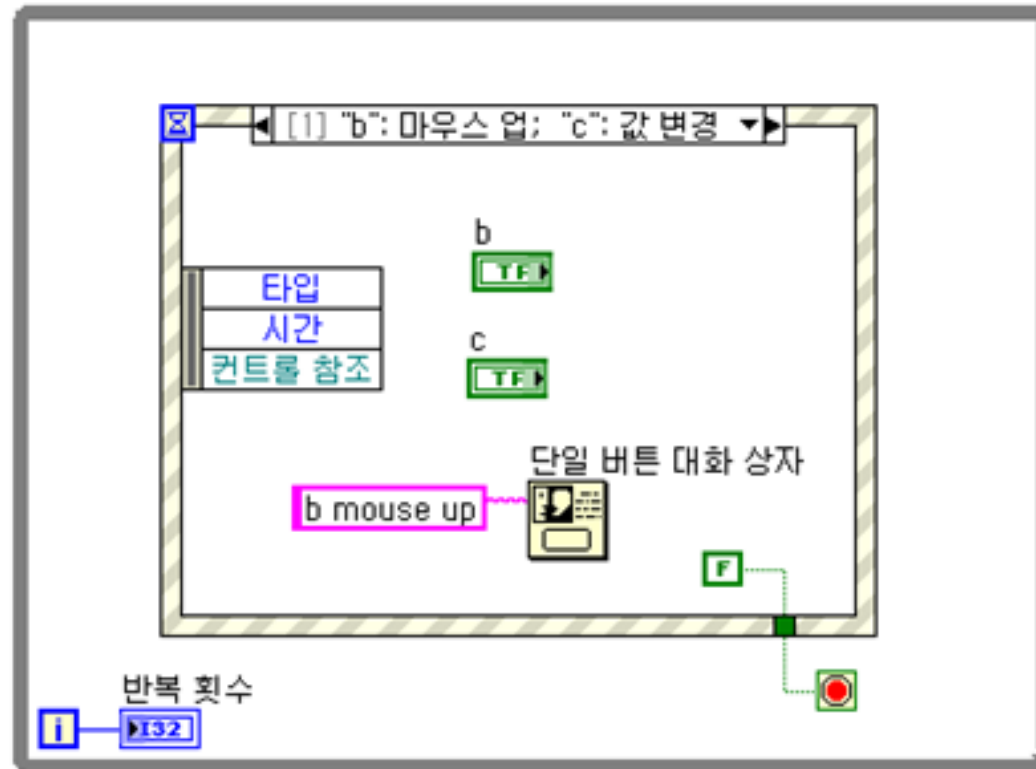 [1] "b": 마우스 업; "c": 값 변경
b
TF
타입
시간
컨트롤 참조
c
TF
단일 버튼 대화 상자
b mouse up
F
반복 횟수
i
I32